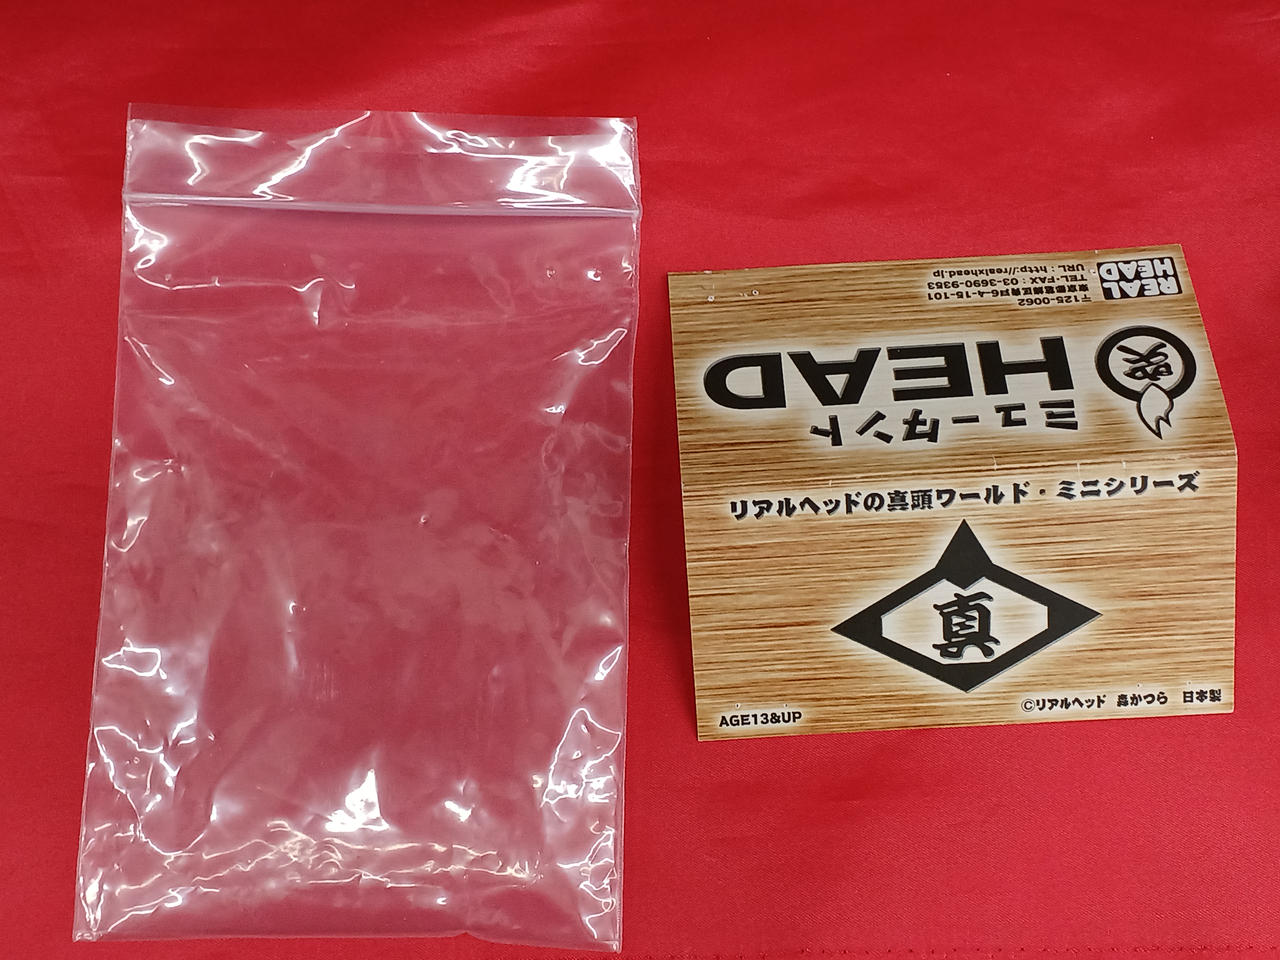 REAL
HEAD
〒125-0062
東京都葛飾区青戸6-4-15-101
TEL・FAX：03-3690-9353
URL：http://realxhead.jp
突
HEAD
ミュータント
リアルヘッドの真頭ワールド・ミニシリーズ
真
AGE13&UP
©リアルヘッド 森かつら 日本製